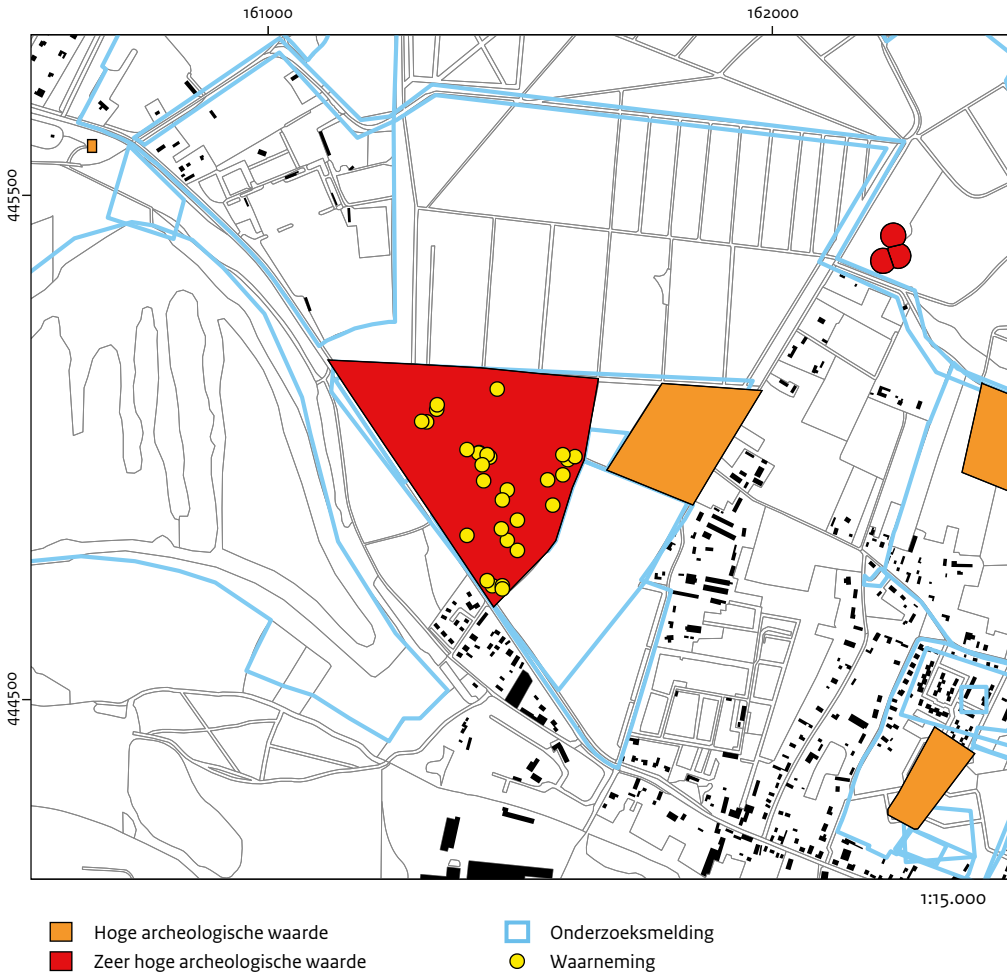 161000
162000
445500
444500
1:15.000
Hoge archeologische waarde
Zeer hoge archeologische waarde
Onderzoeksmelding
Waarneming